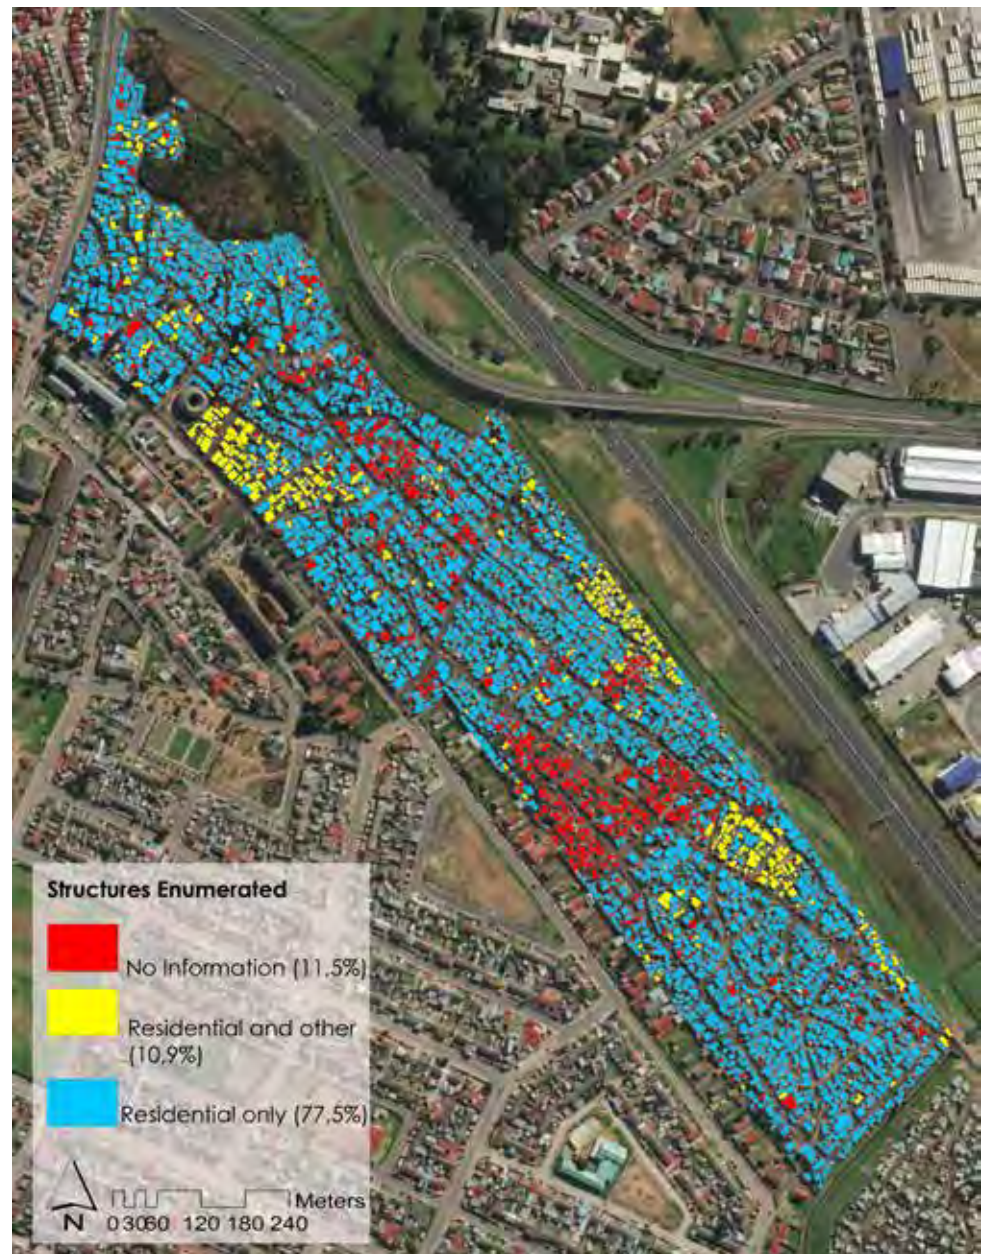 Structures Enumerated
No Information (11,5%)
Residential and other
(10,9%)
Residential only (77,5%)
Meters
N
0 30 60 120 180 240